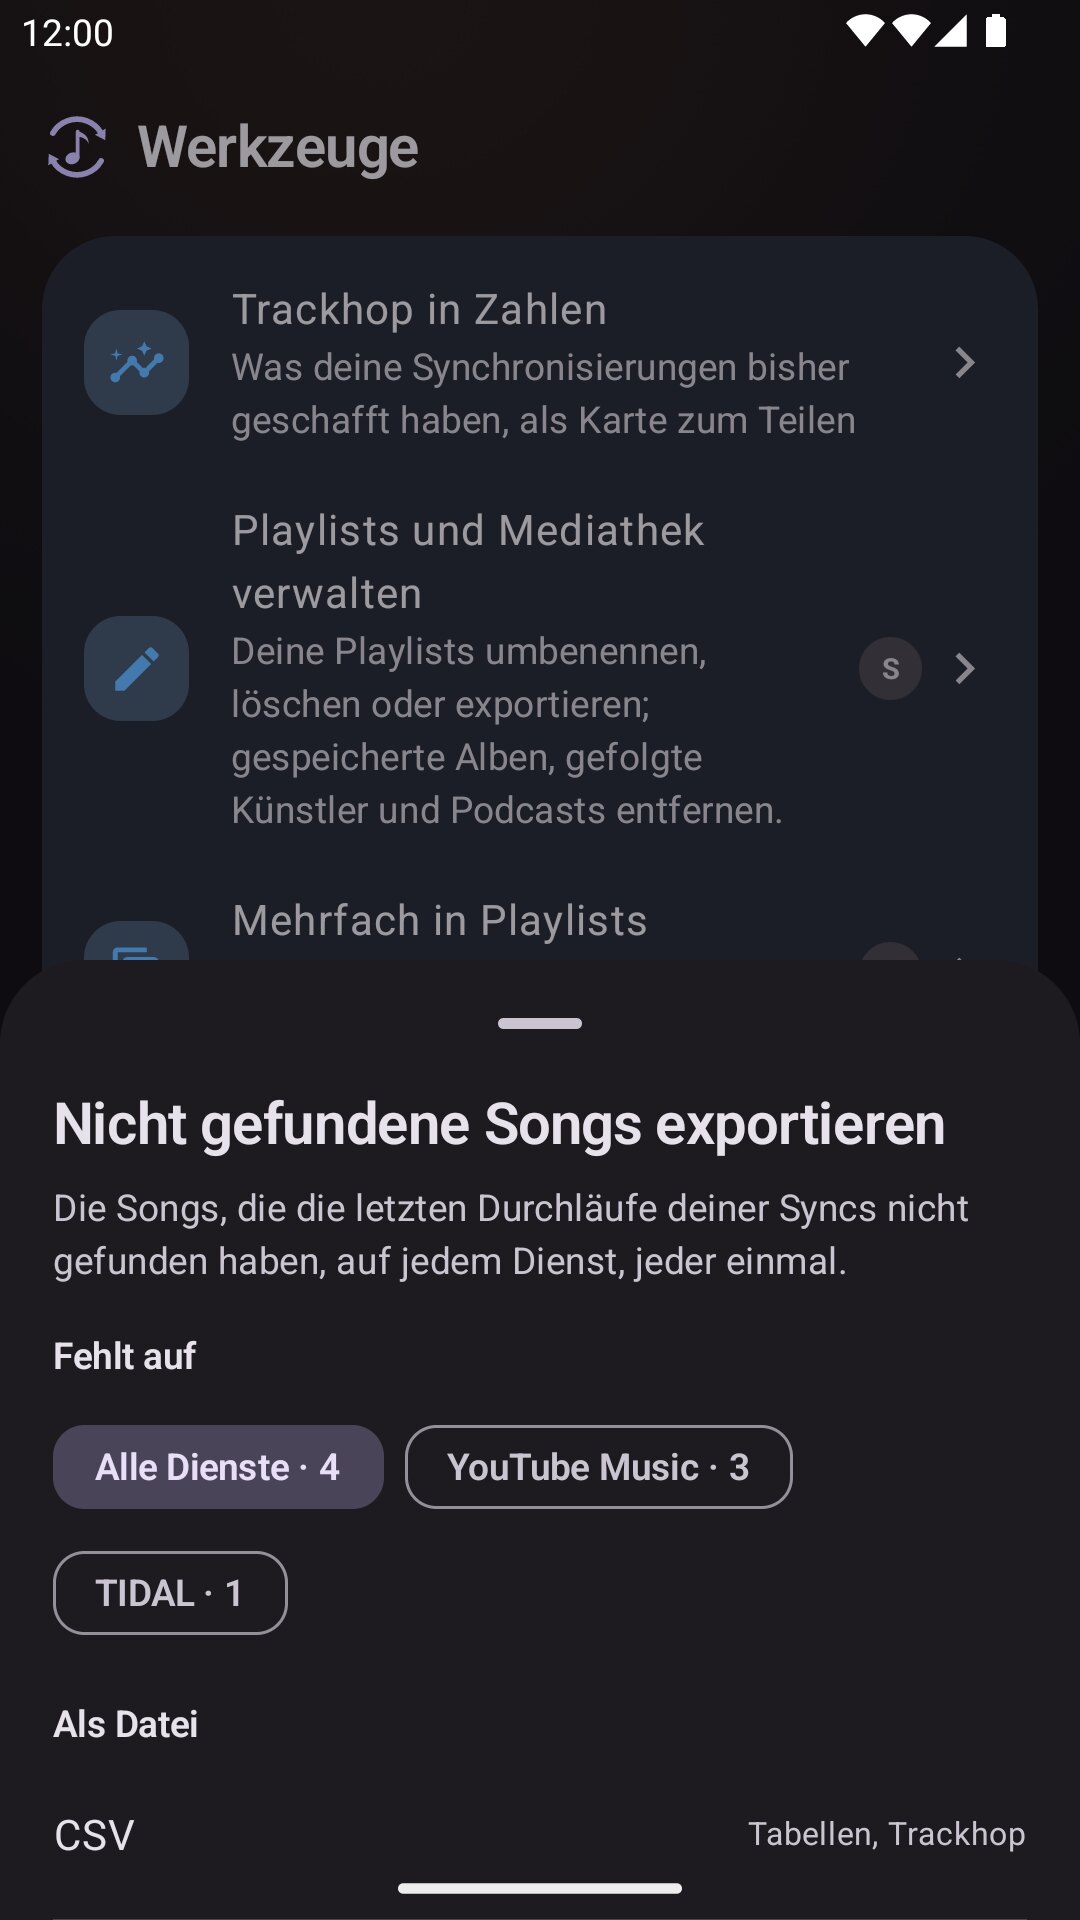 12:00
Werkzeuge
Trackhop in Zahlen
Was deine Synchronisierungen bisher
geschafft haben, als Karte zum Teilen
Playlists und Mediathek
verwalten
Deine Playlists umbenennen,
löschen oder exportieren;
gespeicherte Alben, gefolgte
Künstler und Podcasts entfernen.
S
Mehrfach in Playlists
Nicht gefundene Songs exportieren
Die Songs, die die letzten Durchläufe deiner Syncs nicht
gefunden haben, auf jedem Dienst, jeder einmal.
Fehlt auf
Alle Dienste · 4
YouTube Music · 3
TIDAL · 1
Als Datei
CSV
Tabellen, Trackhop